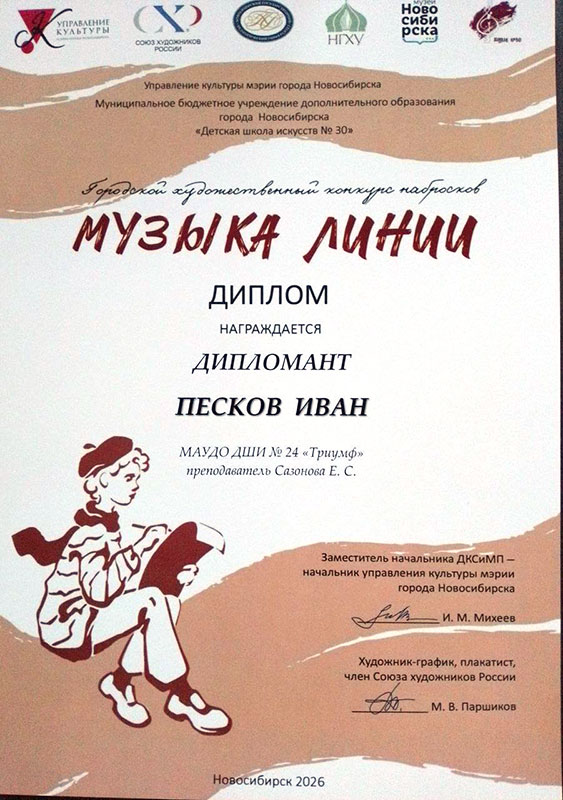 УПРАВЛЕНИЕ
КУЛЬТУРЫ
СОЮЗ ХУДОЖНИКОВ
РОССИИ
НГХУ
МУЗЕЙ
Ново
сиби
рска
Управление культуры мэрии города Новосибирска
Муниципальное бюджетное учреждение дополнительного образования
города Новосибирска
«Детская школа искусств № 30»
Городской художественный конкурс набросков
МУЗЫКА ЛИНИИ
ДИПЛОМ
НАГРАЖДАЕТСЯ
ДИПЛОМАНТ
ПЕСКОВ ИВАН
МАУДО ДШИ № 24 «Триумф»
преподаватель Сазонова Е. С.
Заместитель начальника ДКСиМП –
начальник управления культуры мэрии
города Новосибирска
И. М. Михеев
Художник-график, плакатист,
член Союза художников России
М. В. Паршиков
Новосибирск 2026